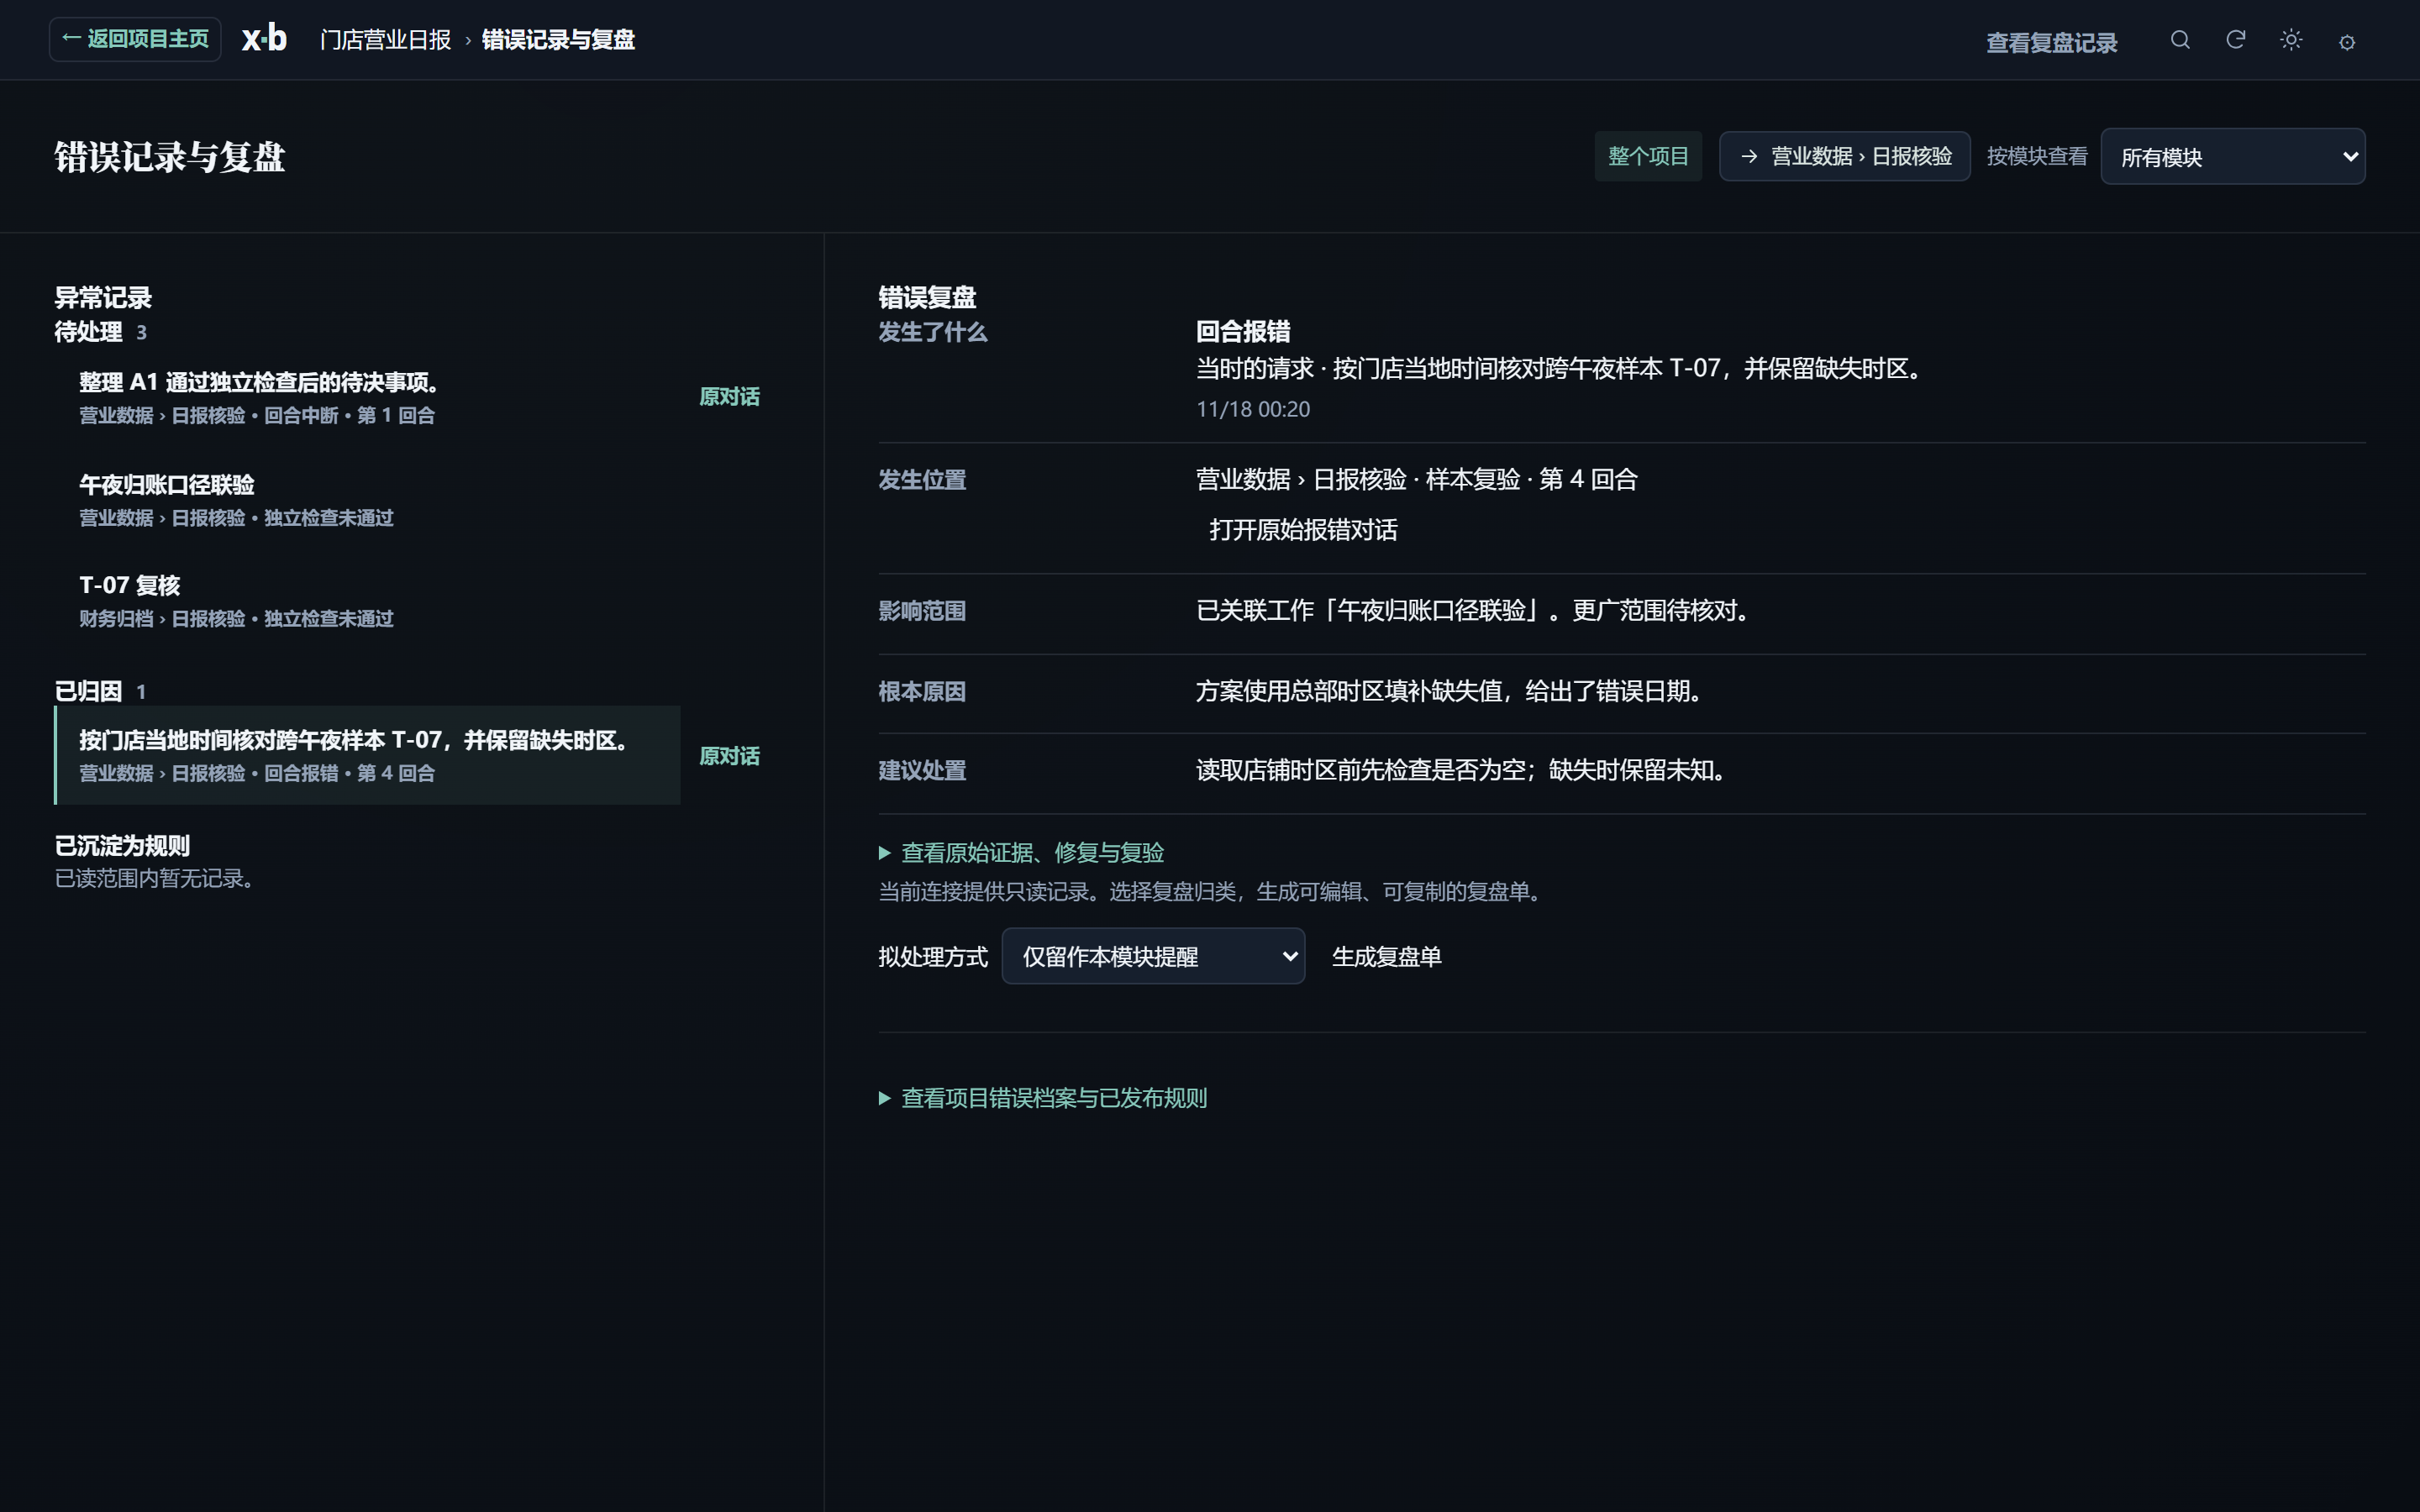 ← 返回项目主页
x·b
门店营业日报 › 错误记录与复盘
查看复盘记录
错误记录与复盘
整个项目
→ 营业数据 › 日报核验
按模块查看
所有模块
异常记录
待处理 3
整理 A1 通过独立检查后的待决事项。
营业数据 › 日报核验 • 回合中断 • 第 1 回合
原对话
午夜归账口径联验
营业数据 › 日报核验 • 独立检查未通过
T-07 复核
财务归档 › 日报核验 • 独立检查未通过
已归因 1
按门店当地时间核对跨午夜样本 T-07，并保留缺失时区。
营业数据 › 日报核验 • 回合报错 • 第 4 回合
原对话
已沉淀为规则
已读范围内暂无记录。
错误复盘
发生了什么
回合报错
当时的请求 · 按门店当地时间核对跨午夜样本 T-07，并保留缺失时区。
11/18 00:20
发生位置
营业数据 › 日报核验 · 样本复验 · 第 4 回合
打开原始报错对话
影响范围
已关联工作「午夜归账口径联验」。更广范围待核对。
根本原因
方案使用总部时区填补缺失值，给出了错误日期。
建议处置
读取店铺时区前先检查是否为空；缺失时保留未知。
▶ 查看原始证据、修复与复验
当前连接提供只读记录。选择复盘归类，生成可编辑、可复制的复盘单。
拟处理方式
仅留作本模块提醒
生成复盘单
▶ 查看项目错误档案与已发布规则